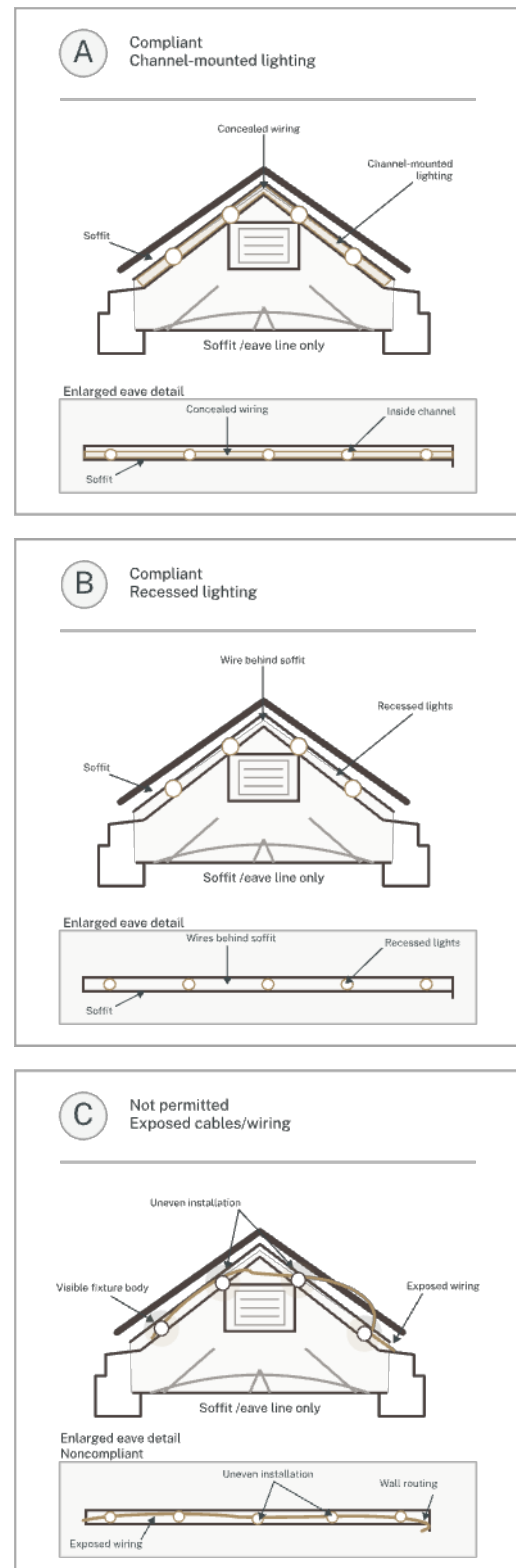 A
Compliant
Channel-mounted lighting
Concealed wiring
Channel-mounted
lighting
Soffit
Soffit /eave line only
Enlarged eave detail
Concealed wiring
Inside channel
Soffit
B
Compliant
Recessed lighting
Wire behind soffit
Recessed lights
Soffit
Soffit /eave line only
Enlarged eave detail
Wires behind soffit
Recessed lights
Soffit
C
Not permitted
Exposed cables/wiring
Uneven installation
Visible fixture body
Exposed wiring
Soffit /eave line only
Enlarged eave detail
Noncompliant
Uneven installation
Wall routing
Exposed wiring